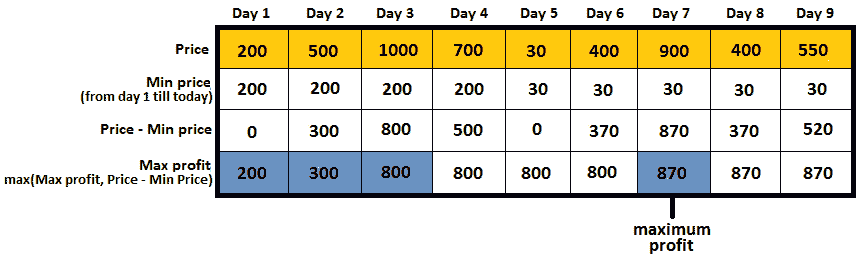 Day 1 Day 2 Day 3 Day 4 Day 5 Day 6 Day 7 Day 8 Day 9
Price 200 500 1000 700 30 400 900 400 550
Min price
(from day 1 till today)
200 200 200 200 30 30 30 30 30
Price - Min price 0 300 800 500 0 370 870 370 520
Max profit
max(Max profit, Price - Min Price)
200 300 800 800 800 800 870 870 870
maximum
profit